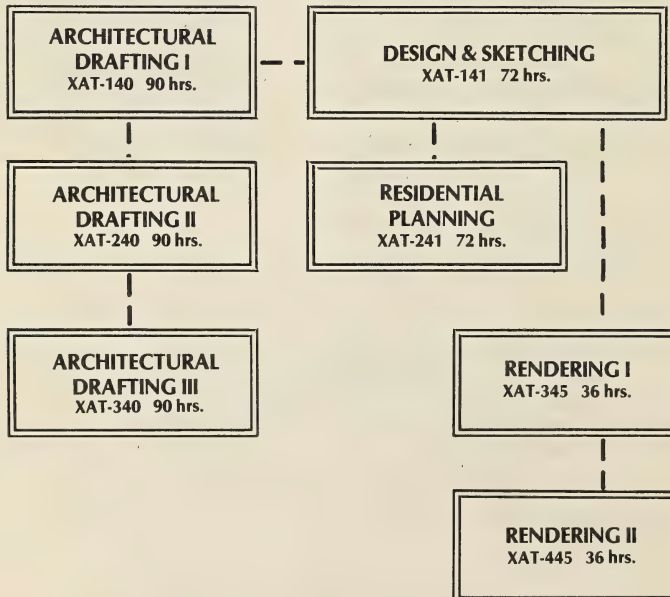 ARCHITECTURAL
DRAFTING I
XAT-140 90 hrs.
DESIGN & SKETCHING
XAT-141 72 hrs.
ARCHITECTURAL
DRAFTING II
XAT-240 90 hrs.
RESIDENTIAL
PLANNING
XAT-241 72 hrs.
ARCHITECTURAL
DRAFTING III
XAT-340 90 hrs.
RENDERING I
XAT-345 36 hrs.
RENDERING II
XAT-445 36 hrs.